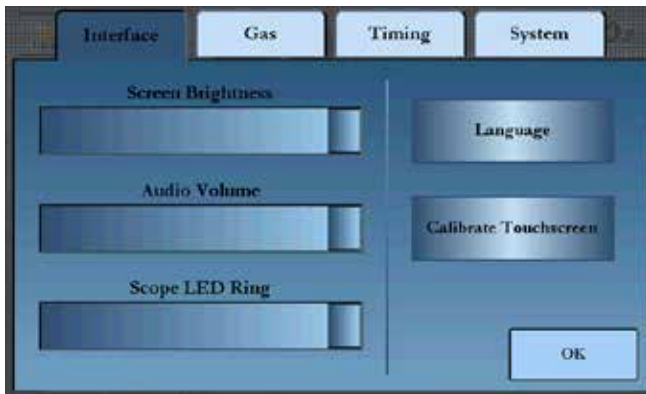 Interface
Gas
Timing
System
Screen Brightness
Language
Audio Volume
Calibrate Touchscreen
Scope LED Ring
OK